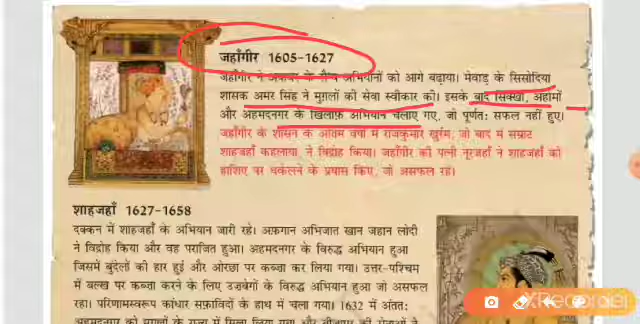 जहाँगीर 1605–1627
जहाँगीर ने अकबर के सैन्य अभियानों को आगे बढ़ाया। मेवाड़ के सिसोदिया
शासक अमर सिंह ने मुग़लों की सेवा स्वीकार की। इसके बाद सिक्खों, अहोमों
और अहमदनगर के खिलाफ अभियान चलाए गए, जो पूर्णत: सफल नहीं हुए।
जहाँगीर के शासन के अंतिम वर्षों में राजकुमार खुर्रम, जो बाद में सम्राट
शाहजहाँ कहलाया, ने विद्रोह किया। जहाँगीर की पत्नी नूरजहाँ ने शाहजहाँ को
हाशिए पर धकेलने के प्रयास किए, जो असफल रहे।
शाहजहाँ 1627–1658
दक्कन में शाहजहाँ के अभियान जारी रहे। अफ़गान अभिजात खान जहान लोदी
ने विद्रोह किया और वह पराजित हुआ। अहमदनगर के विरुद्ध अभियान हुआ
जिसमें बुंदेलों की हार हुई और ओरछा पर कब्जा कर लिया गया। उत्तर-पश्चिम
में बल्ख पर कब्जा करने के लिए उज़बेगों के विरुद्ध अभियान हुआ जो असफल
रहा। परिणामस्वरूप कांधार सफ़ाविदों के हाथ में चला गया। 1632 में अंतत:
अहमदनगर को मुग़लों के राज्य में मिला लिया गया और बीजापुर की सेनाओं ने